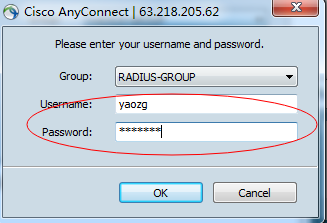 Cisco AnyConnect | 63.218.205.62
Please enter your username and password.
Group: RADIUS-GROUP
Username: yaozg
Password: *******
OK Cancel